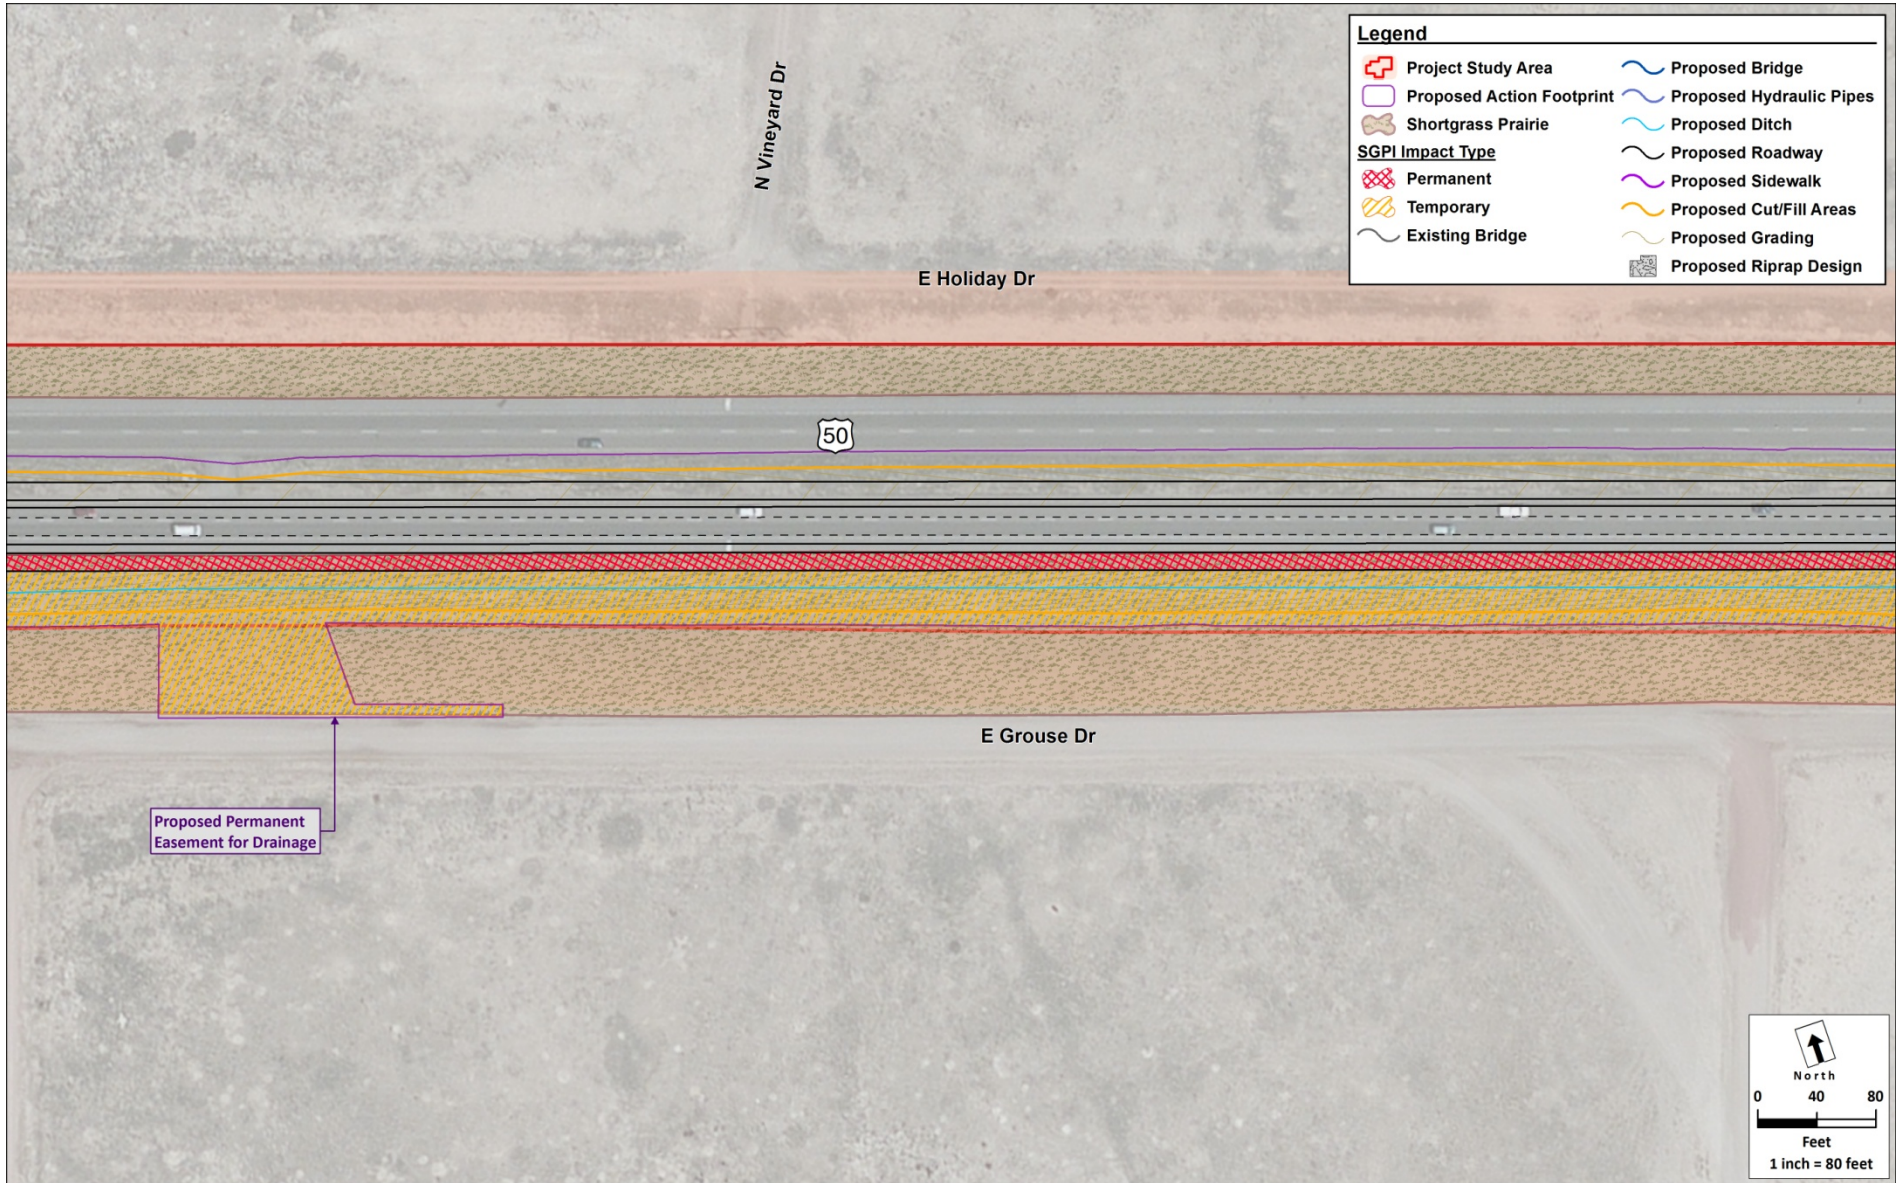 Legend
Project Study Area
Proposed Action Footprint
Shortgrass Prairie
SGPI Impact Type
Permanent
Temporary
Existing Bridge
Proposed Bridge
Proposed Hydraulic Pipes
Proposed Ditch
Proposed Roadway
Proposed Sidewalk
Proposed Cut/Fill Areas
Proposed Grading
Proposed Riprap Design
N Vineyard Dr
E Holiday Dr
50
E Grouse Dr
Proposed Permanent
Easement for Drainage
North
0 40 80
Feet
1 inch = 80 feet